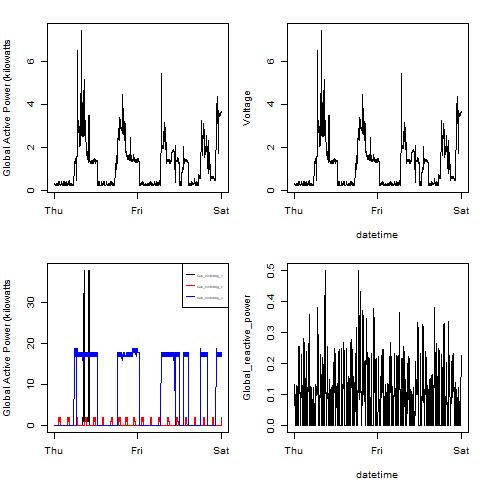 Global Active Power (kilowatts
0 2 4 6
Thu Fri Sat
Voltage
0 2 4 6
Thu Fri Sat
datetime
Global Active Power (kilowatts
0 10 20 30
Thu Fri Sat
Global_reactive_power
0.0 0.1 0.2 0.3 0.4 0.5
Thu Fri Sat
datetime